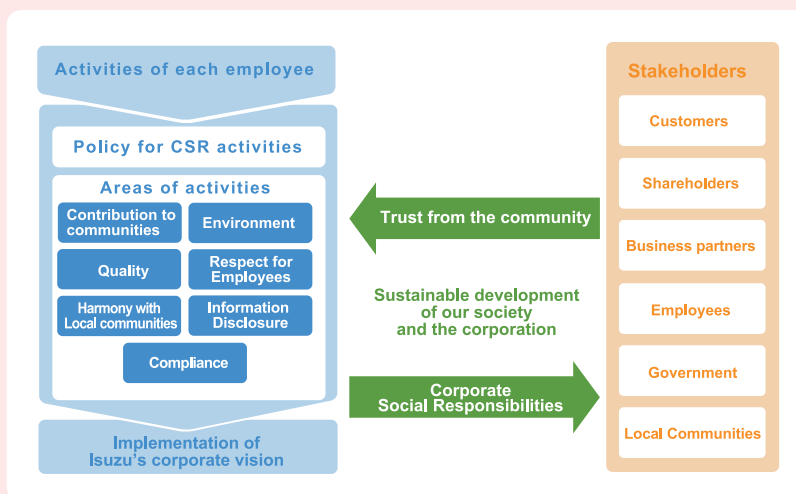 Activities of each employee
Policy for CSR activities
Areas of activities
Contribution to
communities
Environment
Quality
Respect for
Employees
Harmony with
Local communities
Information
Disclosure
Compliance
Implementation of
Isuzu's corporate vision
Trust from the community
Sustainable development
of our society
and the corporation
Corporate
Social Responsibilities
Stakeholders
Customers
Shareholders
Business partners
Employees
Government
Local Communities